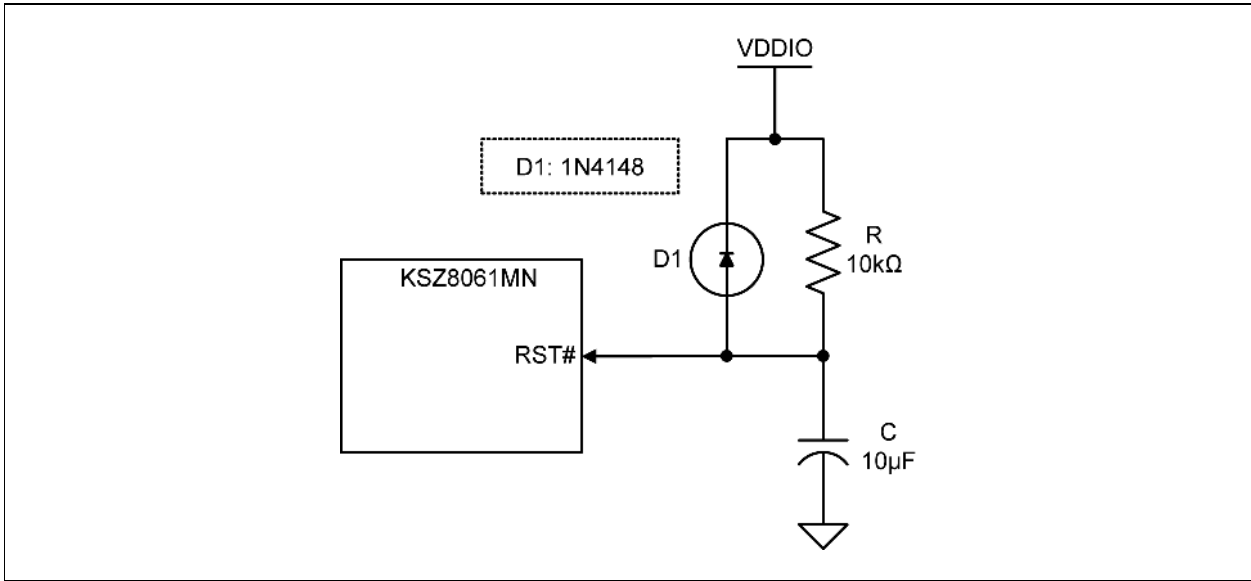 VDDIO
D1: 1N4148
D1
R
10kΩ
KSZ8061MN
RST#
C
10µF